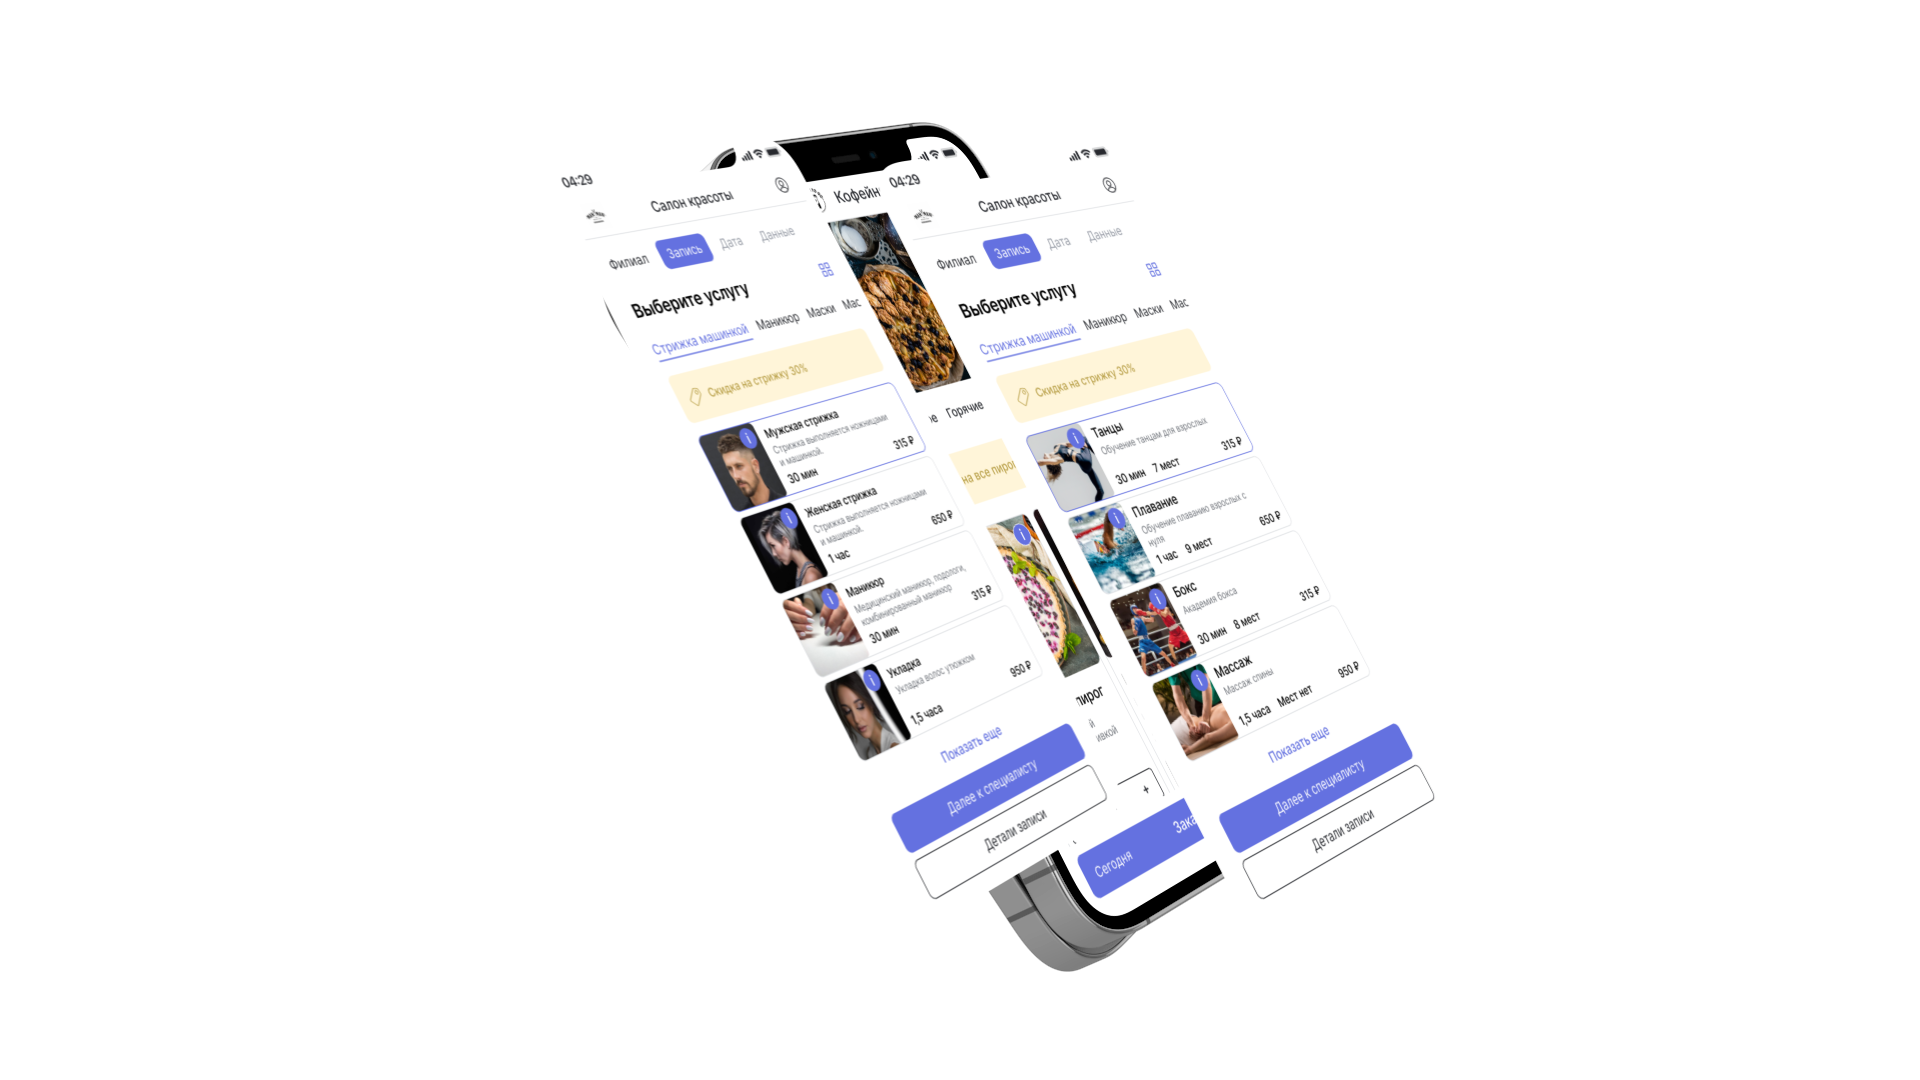 04:29
Салон красоты
Филиал Запись Дата Данные
Выберите услугу
Стрижка машинкой Маникюр Маски Мас
Скидка на стрижку 30%
Мужская стрижка
Стрижка выполняется ножницами
и машинкой.
30 мин 315 ₽
Женская стрижка
Стрижка выполняется ножницами
и машинкой.
1 час 650 ₽
Маникюр
Медицинский маникюр, подологи,
комбинированный маникюр
30 мин 315 ₽
Укладка
Укладка волос утюжком
1,5 часа 950 ₽
Показать еще
Далее к специалисту
Детали записи
Кофейн
е Горячие
на все пирог
пирог
й
ивкой
+
Зака
Сегодня
04:29
Салон красоты
Филиал Запись Дата Данные
Выберите услугу
Стрижка машинкой Маникюр Маски Мас
Скидка на стрижку 30%
Танцы
Обучение танцам для взрослых
30 мин 7 мест 315 ₽
Плавание
Обучение плаванию взрослых с
нуля
1 час 9 мест 650 ₽
Бокс
Академия бокса
30 мин 8 мест 315 ₽
Массаж
Массаж спины
1,5 часа Мест нет 950 ₽
Показать еще
Далее к специалисту
Детали записи